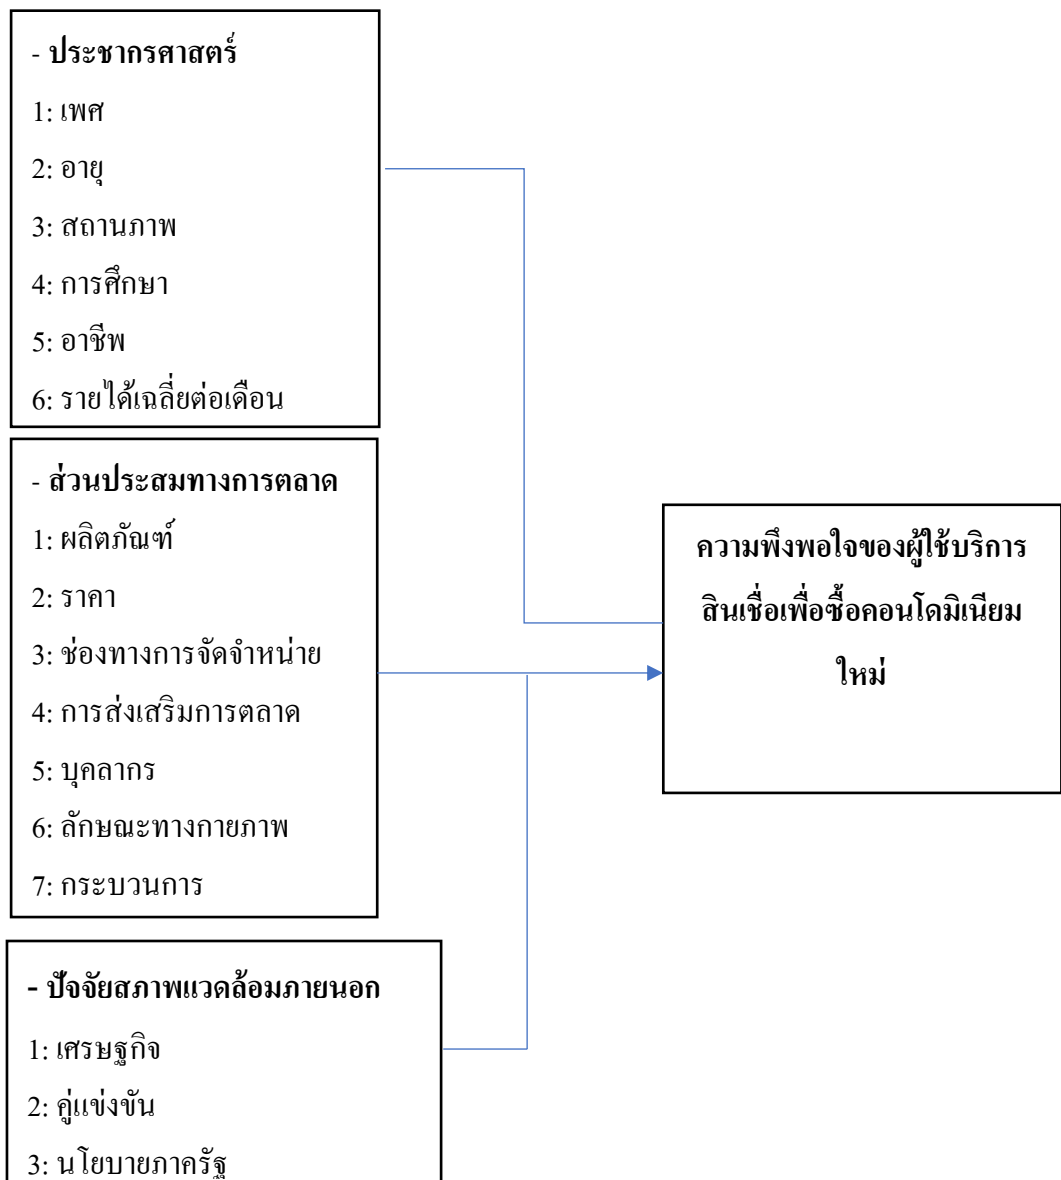 - ประชากรศาสตร์
1: เพศ
2: อายุ
3: สถานภาพ
4: การศึกษา
5: อาชีพ
6: รายได้เฉลี่ยต่อเดือน
- ส่วนประสมทางการตลาด
1: ผลิตภัณฑ์
2: ราคา
3: ช่องทางการจัดจำหน่าย
4: การส่งเสริมการตลาด
5: บุคลากร
6: ลักษณะทางกายภาพ
7: กระบวนการ
- ปัจจัยสภาพแวดล้อมภายนอก
1: เศรษฐกิจ
2: คู่แข่งขัน
3: นโยบายภาครัฐ
ความพึงพอใจของผู้ใช้บริการ
สินเชื่อเพื่อซื้อคอนโดมิเนียม
ใหม่